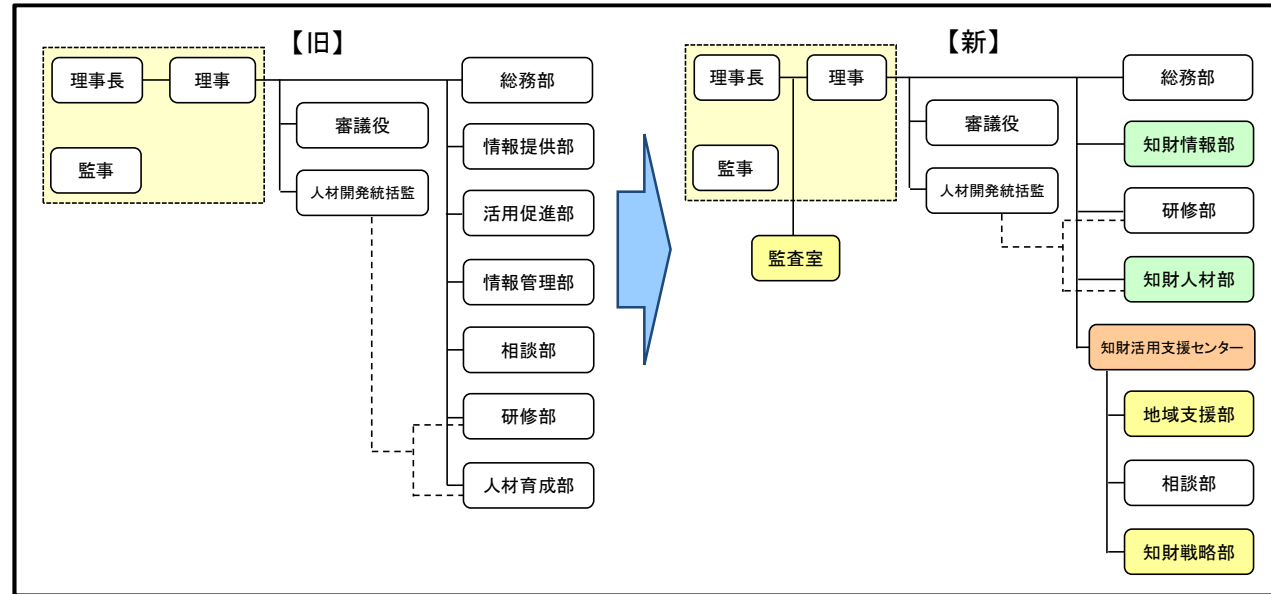 【旧】
理事長
理事
監事
審議役
人材開発統括監
総務部
情報提供部
活用促進部
情報管理部
相談部
研修部
人材育成部
【新】
理事長
理事
監事
監査室
審議役
人材開発統括監
総務部
知財情報部
研修部
知財人材部
知財活用支援センター
地域支援部
相談部
知財戦略部